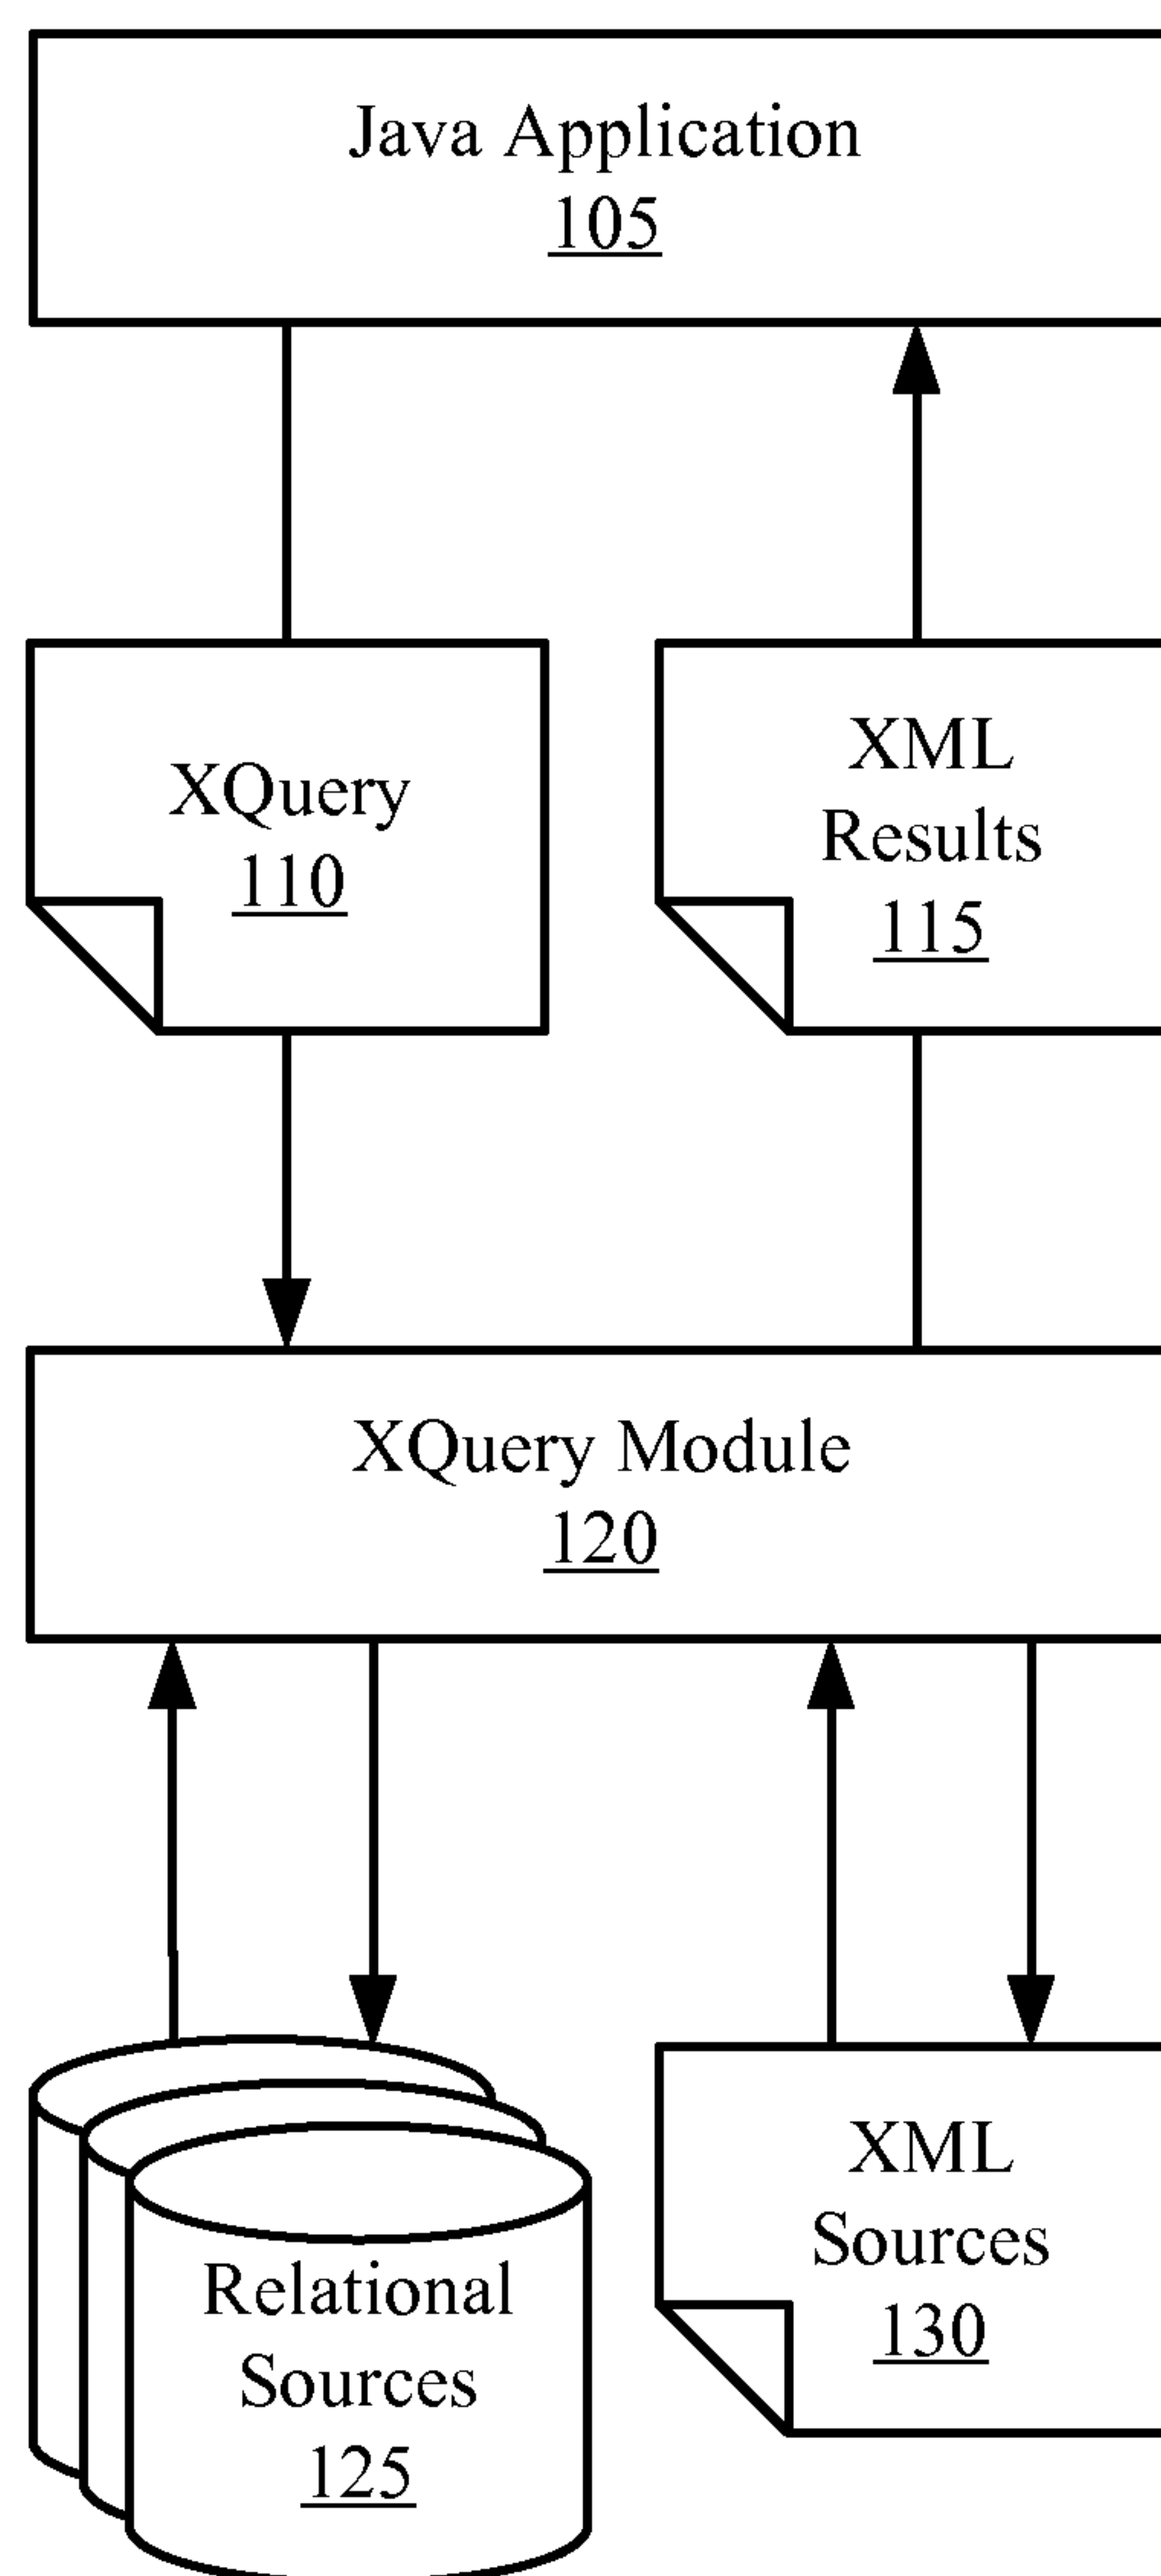 Java Application
105
XQuery
110
XML
Results
115
XQuery Module
120
Relational
Sources
125
XML
Sources
130